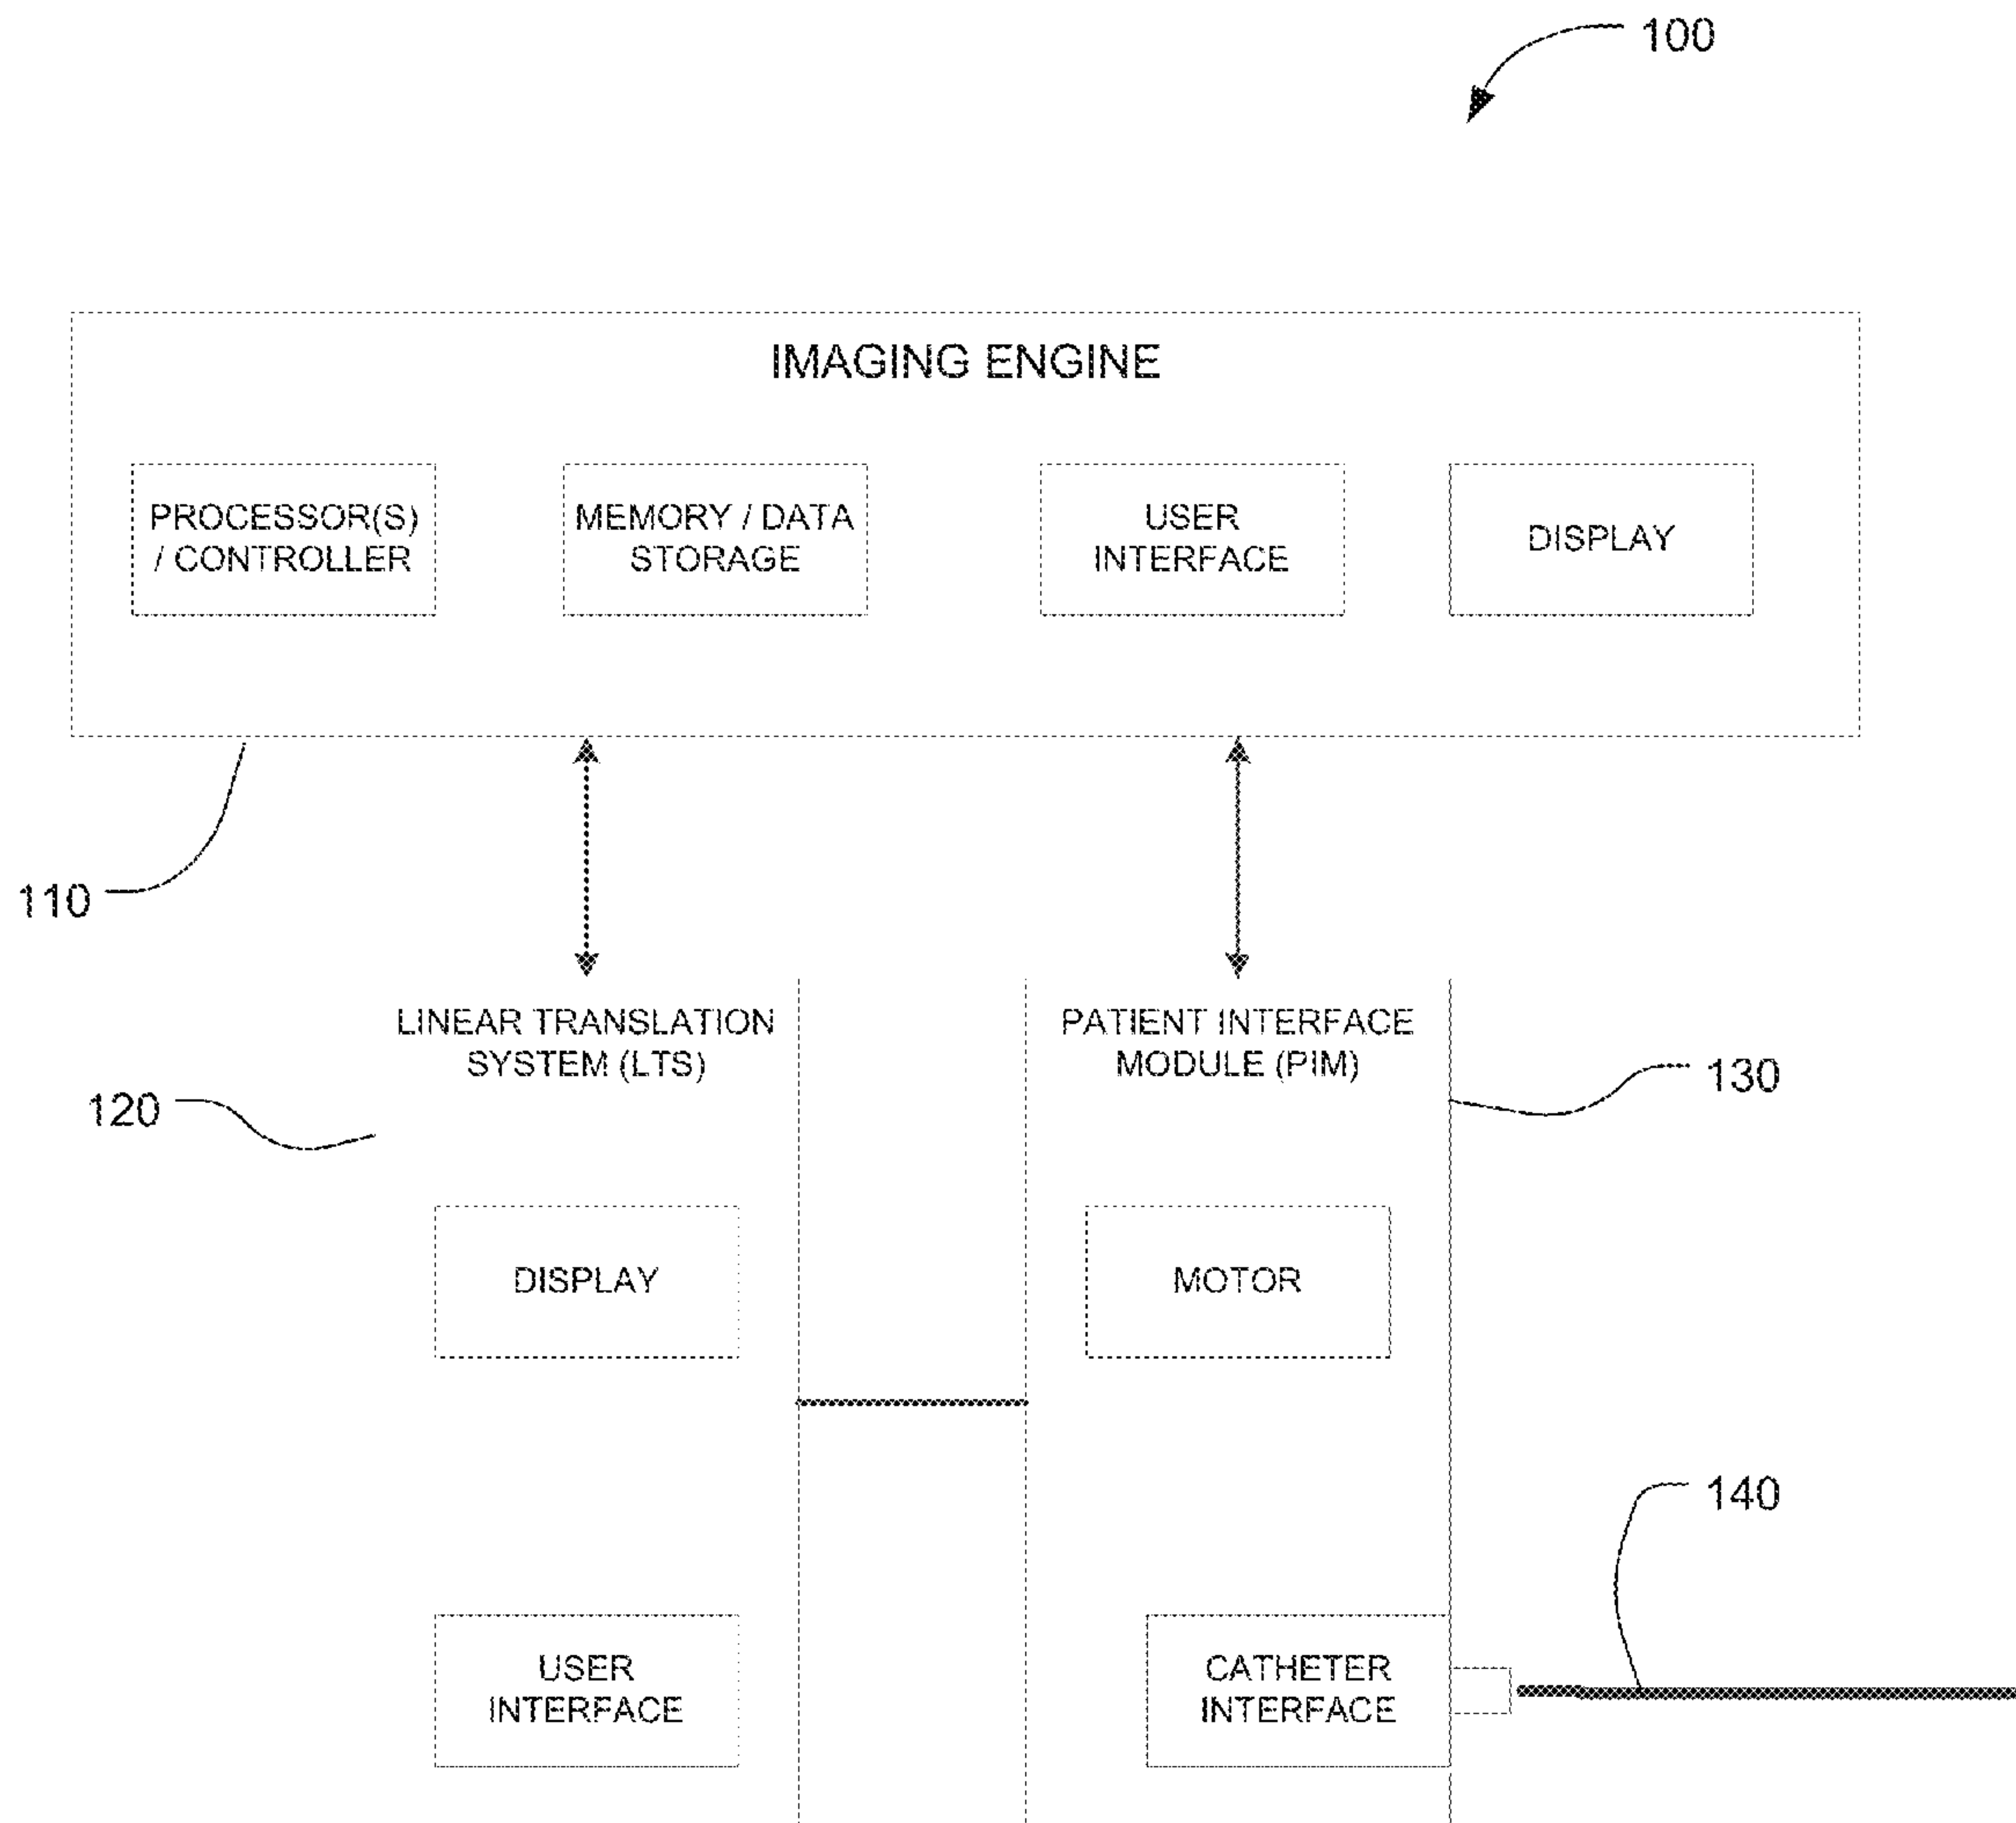 100
IMAGING ENGINE
PROCESSOR(S)
/ CONTROLLER
MEMORY / DATA
STORAGE
USER
INTERFACE
DISPLAY
110
LINEAR TRANSLATION
SYSTEM (LTS)
PATIENT INTERFACE
MODULE (PIM)
120
130
DISPLAY
MOTOR
140
USER
INTERFACE
CATHETER
INTERFACE